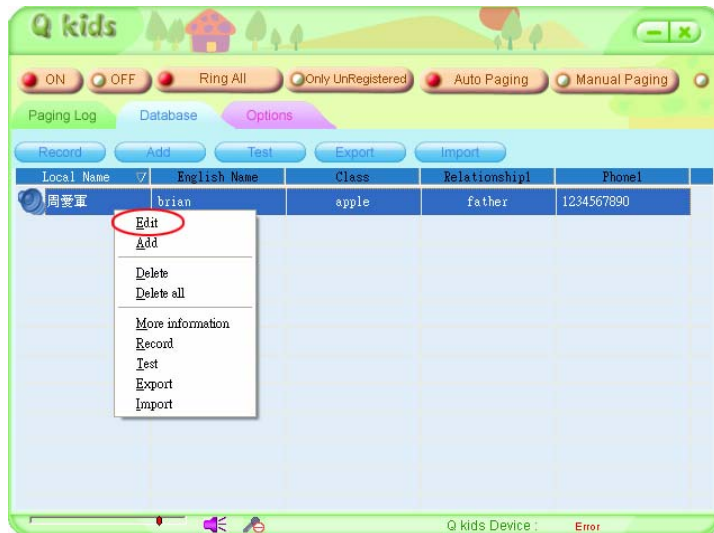 Q kids
ON OFF Ring All Only UnRegistered Auto Paging Manual Paging
Paging Log Database Options
Record Add Test Export Import
Local Name English Name Class Relationship1 Phone1
周愛軍 brian apple father 1234567890
Edit
Add
Delete
Delete all
More information
Record
Test
Export
Import
Q kids Device : Error